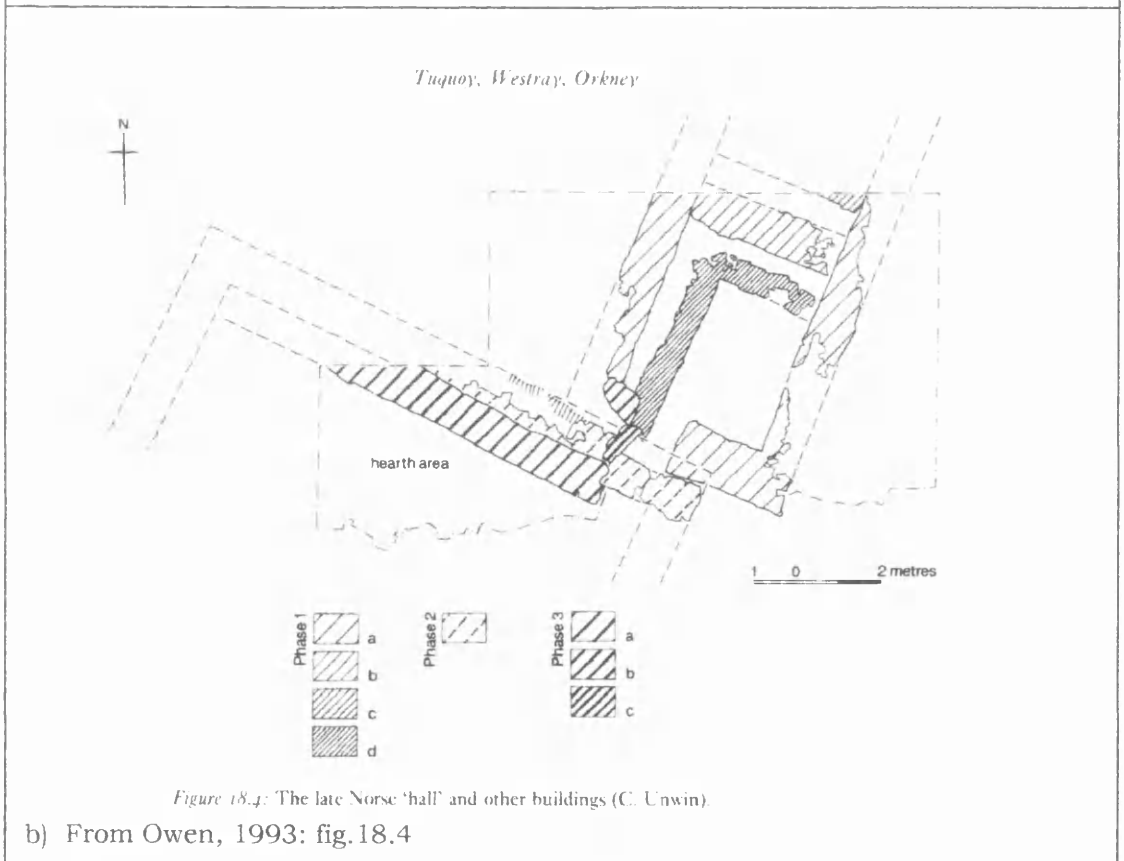 Tuquoy, Westray, Orkney
N
hearth area
1 0 2 metres
Phase 1
a
b
c
d
Phase 2
Phase 3
a
b
c
Figure 18.4: The late Norse 'hall' and other buildings (C. Unwin).
b) From Owen, 1993: fig.18.4